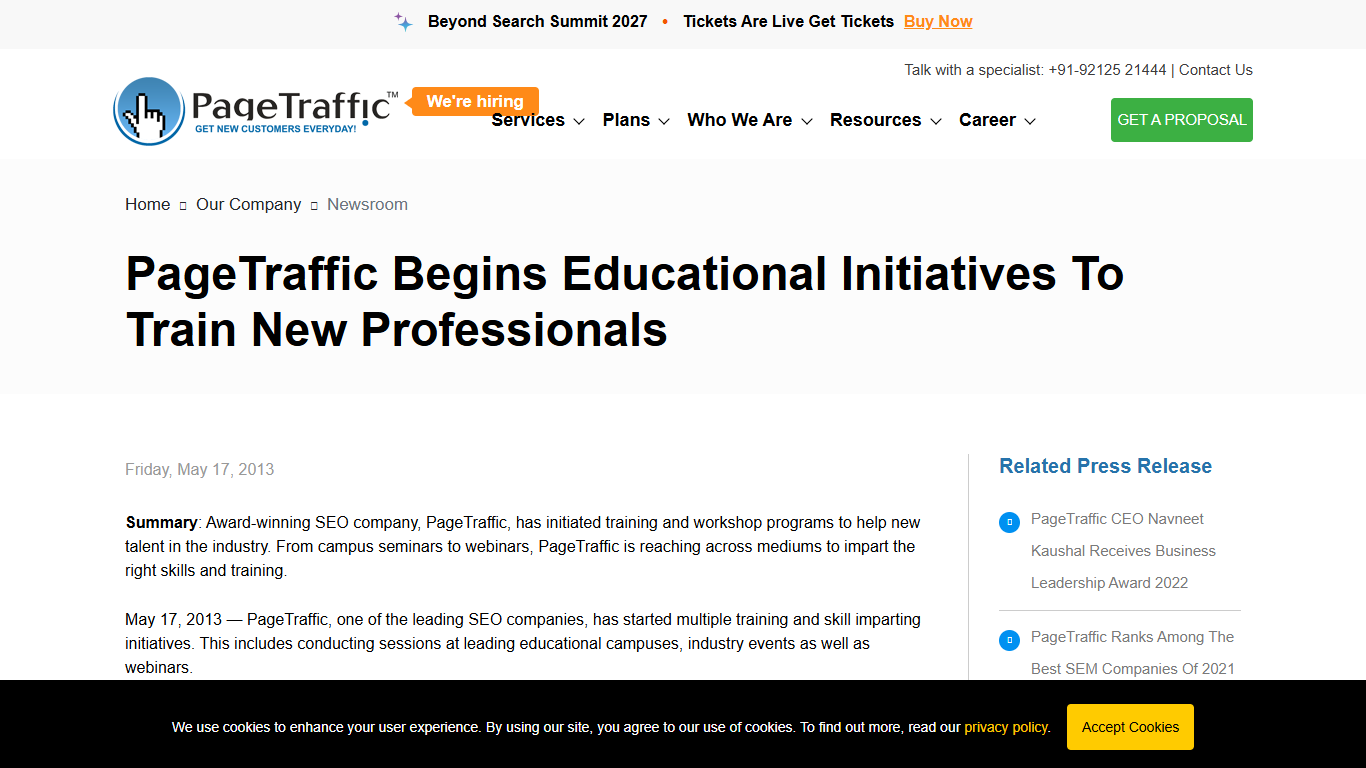 Beyond Search Summit 2027 • Tickets Are Live Get Tickets Buy Now
Talk with a specialist: +91-92125 21444 | Contact Us
PageTraffic™
GET NEW CUSTOMERS EVERYDAY!
We're hiring
Services Plans Who We Are Resources Career
GET A PROPOSAL
Home Our Company Newsroom
PageTraffic Begins Educational Initiatives To
Train New Professionals
Friday, May 17, 2013
Summary: Award-winning SEO company, PageTraffic, has initiated training and workshop programs to help new
talent in the industry. From campus seminars to webinars, PageTraffic is reaching across mediums to impart the
right skills and training.
May 17, 2013 — PageTraffic, one of the leading SEO companies, has started multiple training and skill imparting
initiatives. This includes conducting sessions at leading educational campuses, industry events as well as
webinars.
Related Press Release
PageTraffic CEO Navneet
Kaushal Receives Business
Leadership Award 2022
PageTraffic Ranks Among The
Best SEM Companies Of 2021
We use cookies to enhance your user experience. By using our site, you agree to our use of cookies. To find out more, read our privacy policy.
Accept Cookies